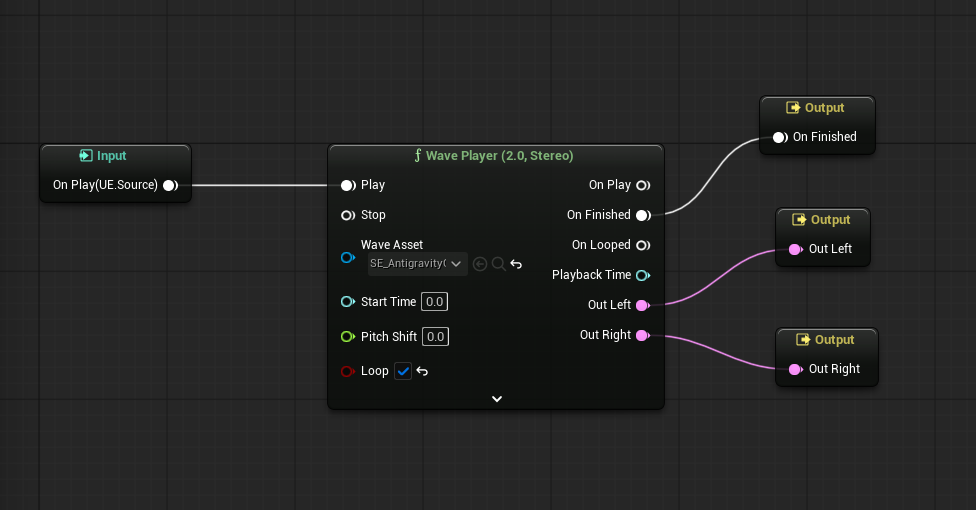 Input
On Play(UE.Source)
Wave Player (2.0, Stereo)
Play
Stop
Wave Asset
SE_Antigravity(
Start Time 0.0
Pitch Shift 0.0
Loop
On Play
On Finished
On Looped
Playback Time
Out Left
Out Right
Output
On Finished
Output
Out Left
Output
Out Right